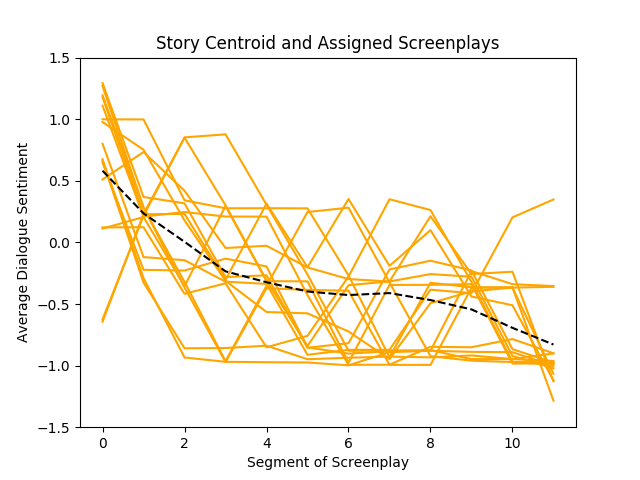 Story Centroid and Assigned Screenplays
Average Dialogue Sentiment
1.5
1.0
0.5
0.0
−0.5
−1.0
−1.5
0 2 4 6 8 10
Segment of Screenplay